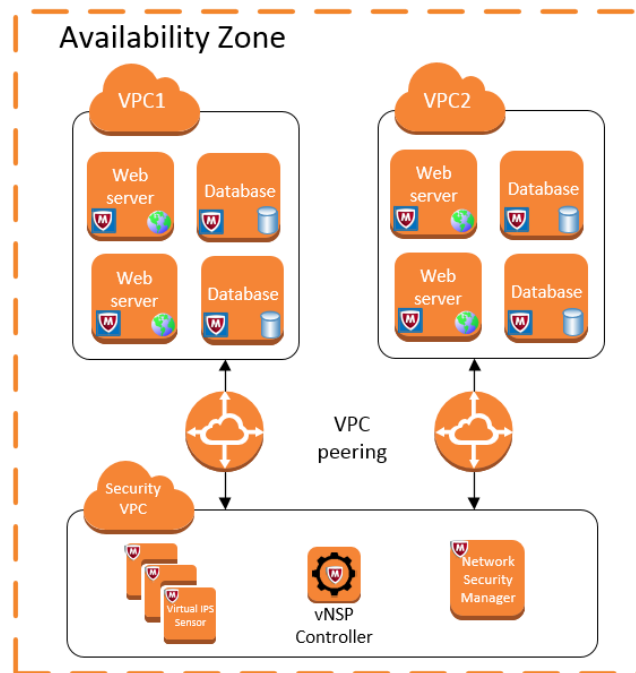 Availability Zone
VPC1
VPC2
Web
server
Database
Web
server
Database
Web
server
Database
Web
server
Database
VPC
peering
Security
VPC
Virtual IPS
Sensor
vNSP
Controller
Network
Security
Manager